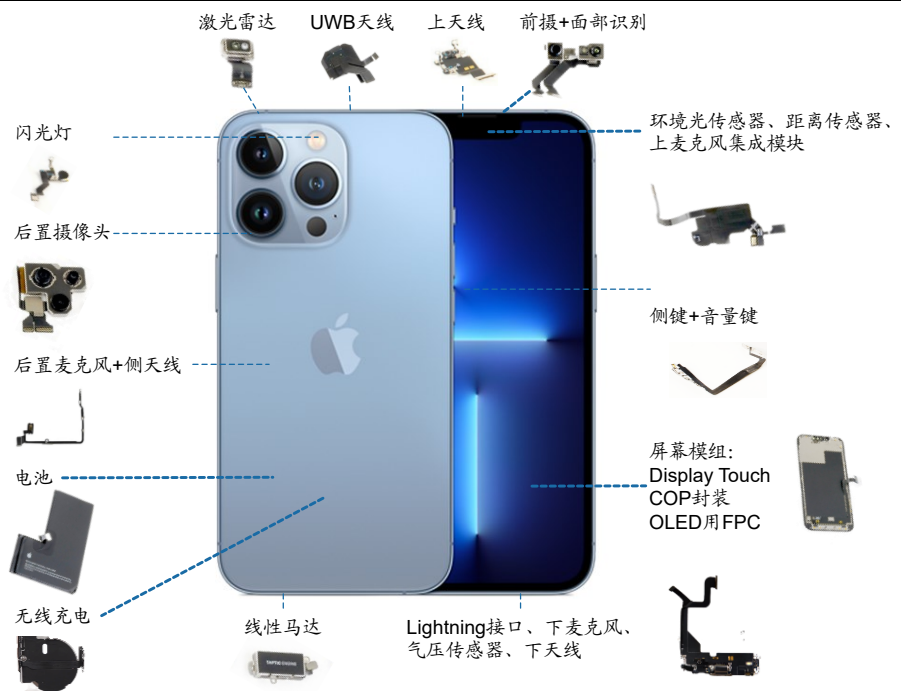 激光雷达
UWB天线
上天线
前摄+面部识别
闪光灯
环境光传感器、距离传感器、
上麦克风集成模块
后置摄像头
侧键+音量键
后置麦克风+侧天线
电池
屏幕模组:
Display Touch
COP封装
OLED用FPC
无线充电
线性马达
Lightning接口、下麦克风、
气压传感器、下天线
TAPTIC ENGINE